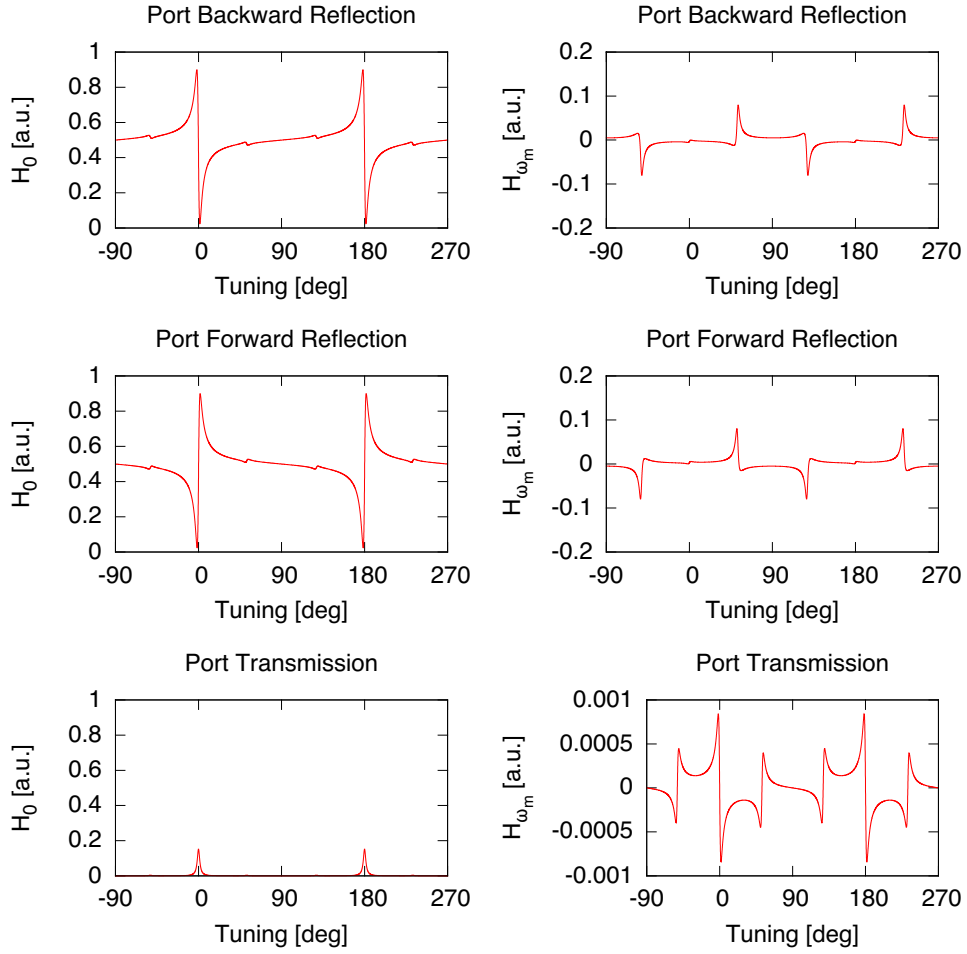 Port Backward Reflection
H0 [a.u.]
1
0.8
0.6
0.4
0.2
0
-90 0 90 180 270
Tuning [deg]
Port Backward Reflection
Hωm [a.u.]
0.2
0.1
0
-0.1
-0.2
-90 0 90 180 270
Tuning [deg]
Port Forward Reflection
H0 [a.u.]
1
0.8
0.6
0.4
0.2
0
-90 0 90 180 270
Tuning [deg]
Port Forward Reflection
Hωm [a.u.]
0.2
0.1
0
-0.1
-0.2
-90 0 90 180 270
Tuning [deg]
Port Transmission
H0 [a.u.]
1
0.8
0.6
0.4
0.2
0
-90 0 90 180 270
Tuning [deg]
Port Transmission
Hωm [a.u.]
0.001
0.0005
0
-0.0005
-0.001
-90 0 90 180 270
Tuning [deg]